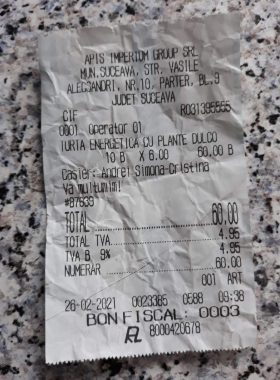 APIS IMPERIUM GROUP SRL
MUN.SUCEAVA, STR. VASILE
ALECSANDRI, NR.10, PARTER, BL.9
JUDET SUCEAVA
CIF RO31395565
0001 Operator 01
TURTA ENERGETICA CU PLANTE DULCO
10 B X 6.00 60.00 B
Casier: Andrei Simona-Cristina
Va multumim!
#87639
TOTAL 60.00
TOTAL TVA 4.95
TVA B 9% 4.95
NUMERAR 60.00
001 ART
26-02-2021 0023385 0588 09:38
BON FISCAL: 0003
8000420678